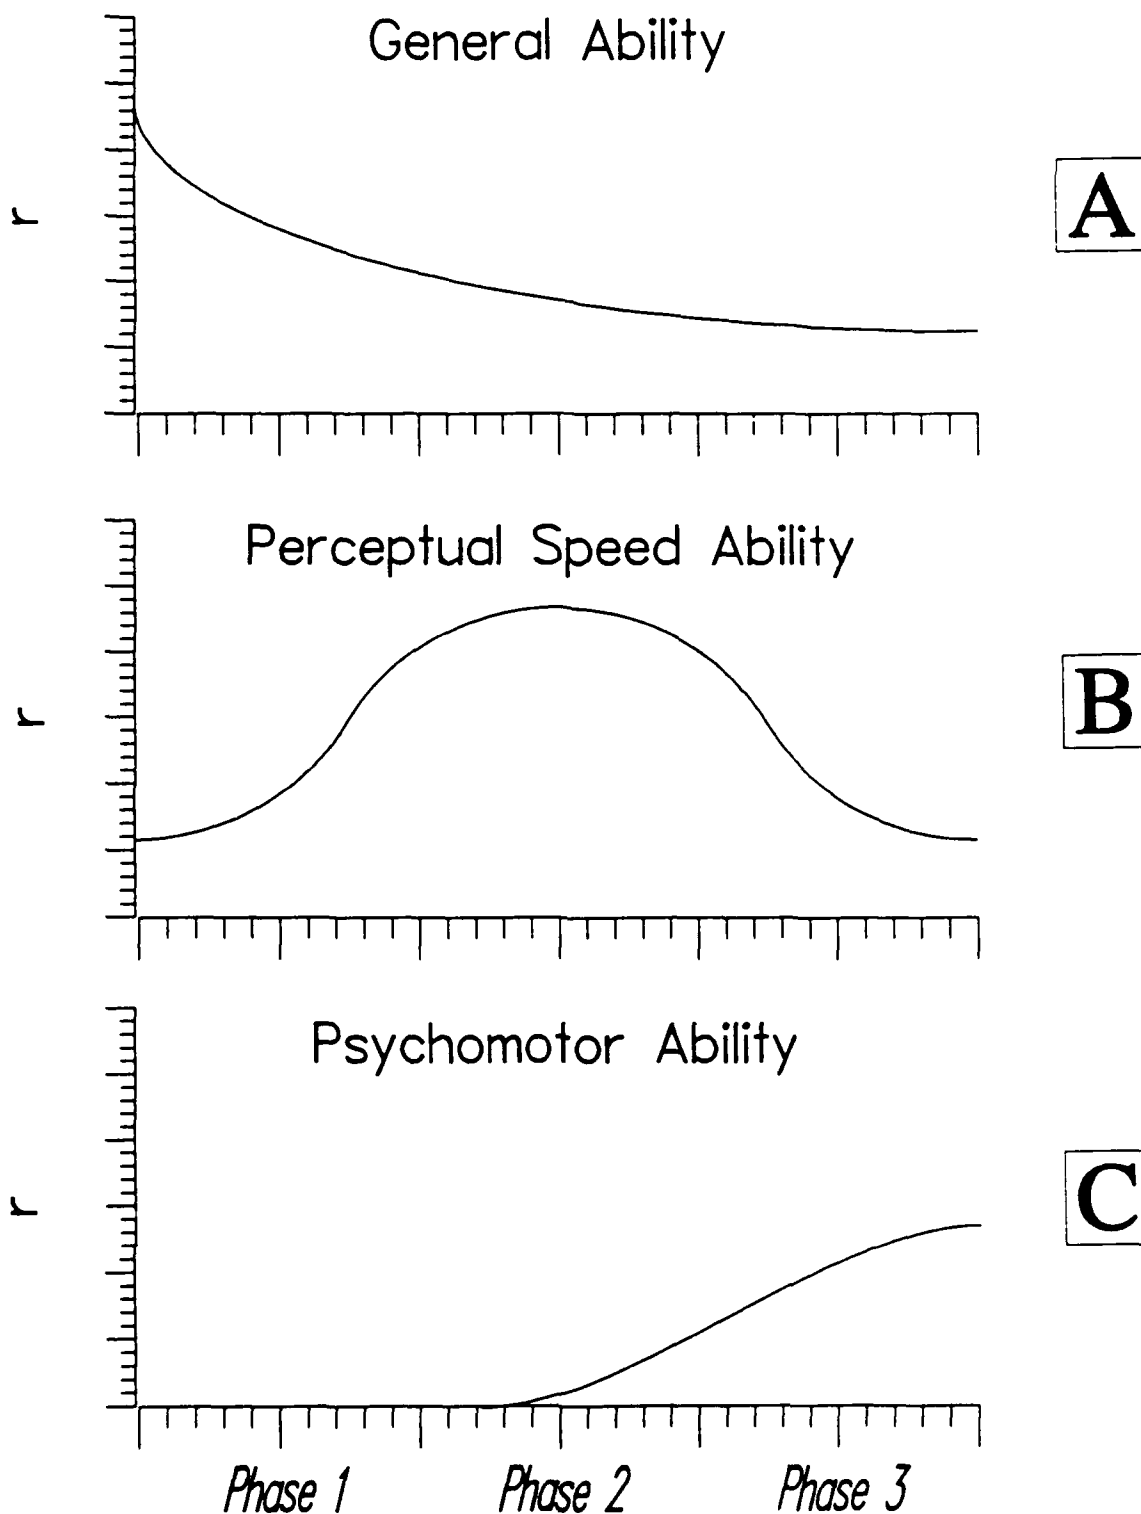 General Ability
r
A
Perceptual Speed Ability
r
B
Psychomotor Ability
r
C
Phase 1 Phase 2 Phase 3